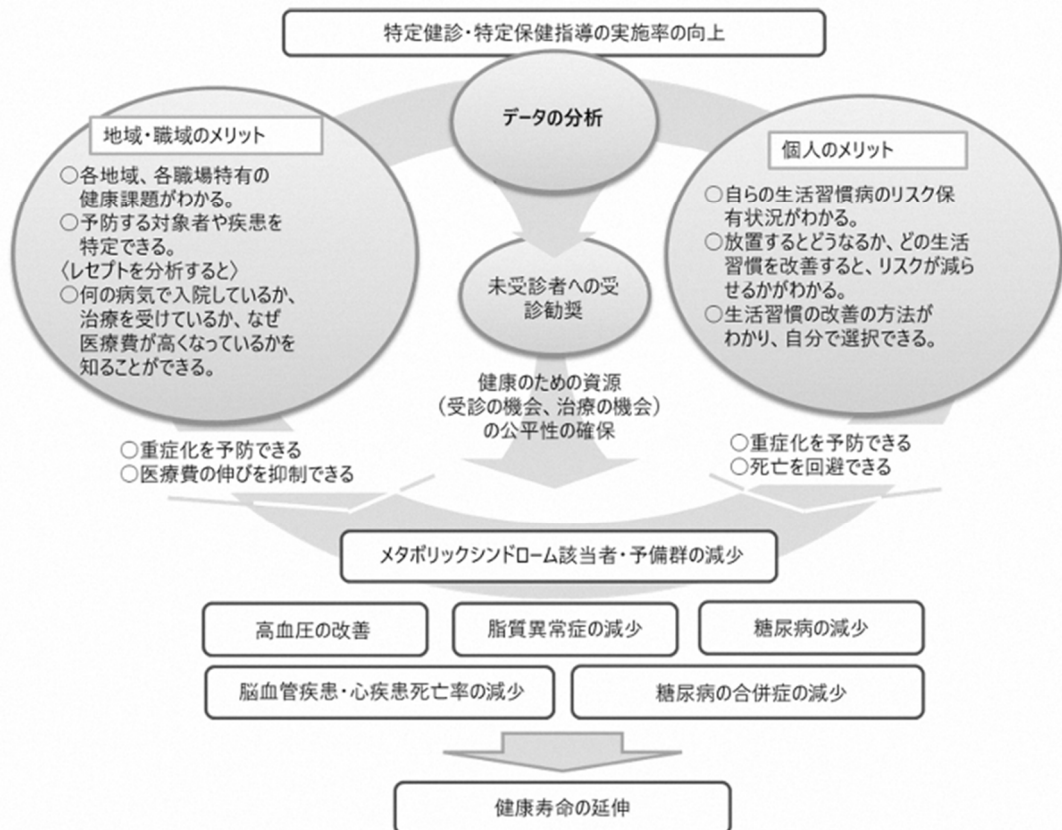 特定健診・特定保健指導の実施率の向上
データの分析
地域・職域のメリット
○各地域、各職場特有の
健康課題がわかる。
○予防する対象者や疾患を
特定できる。
〈レセプトを分析すると〉
○何の病気で入院しているか、
治療を受けているか、なぜ
医療費が高くなっているかを
知ることができる。
個人のメリット
○自らの生活習慣病のリスク保
有状況がわかる。
○放置するとどうなるか、どの生活
習慣を改善すると、リスクが減ら
せるかがわかる。
○生活習慣の改善の方法が
わかり、自分で選択できる。
未受診者への受
診勧奨
健康のための資源
（受診の機会、治療の機会）
の公平性の確保
○重症化を予防できる
○医療費の伸びを抑制できる
○重症化を予防できる
○死亡を回避できる
メタボリックシンドローム該当者・予備群の減少
高血圧の改善
脂質異常症の減少
糖尿病の減少
脳血管疾患・心疾患死亡率の減少
糖尿病の合併症の減少
健康寿命の延伸